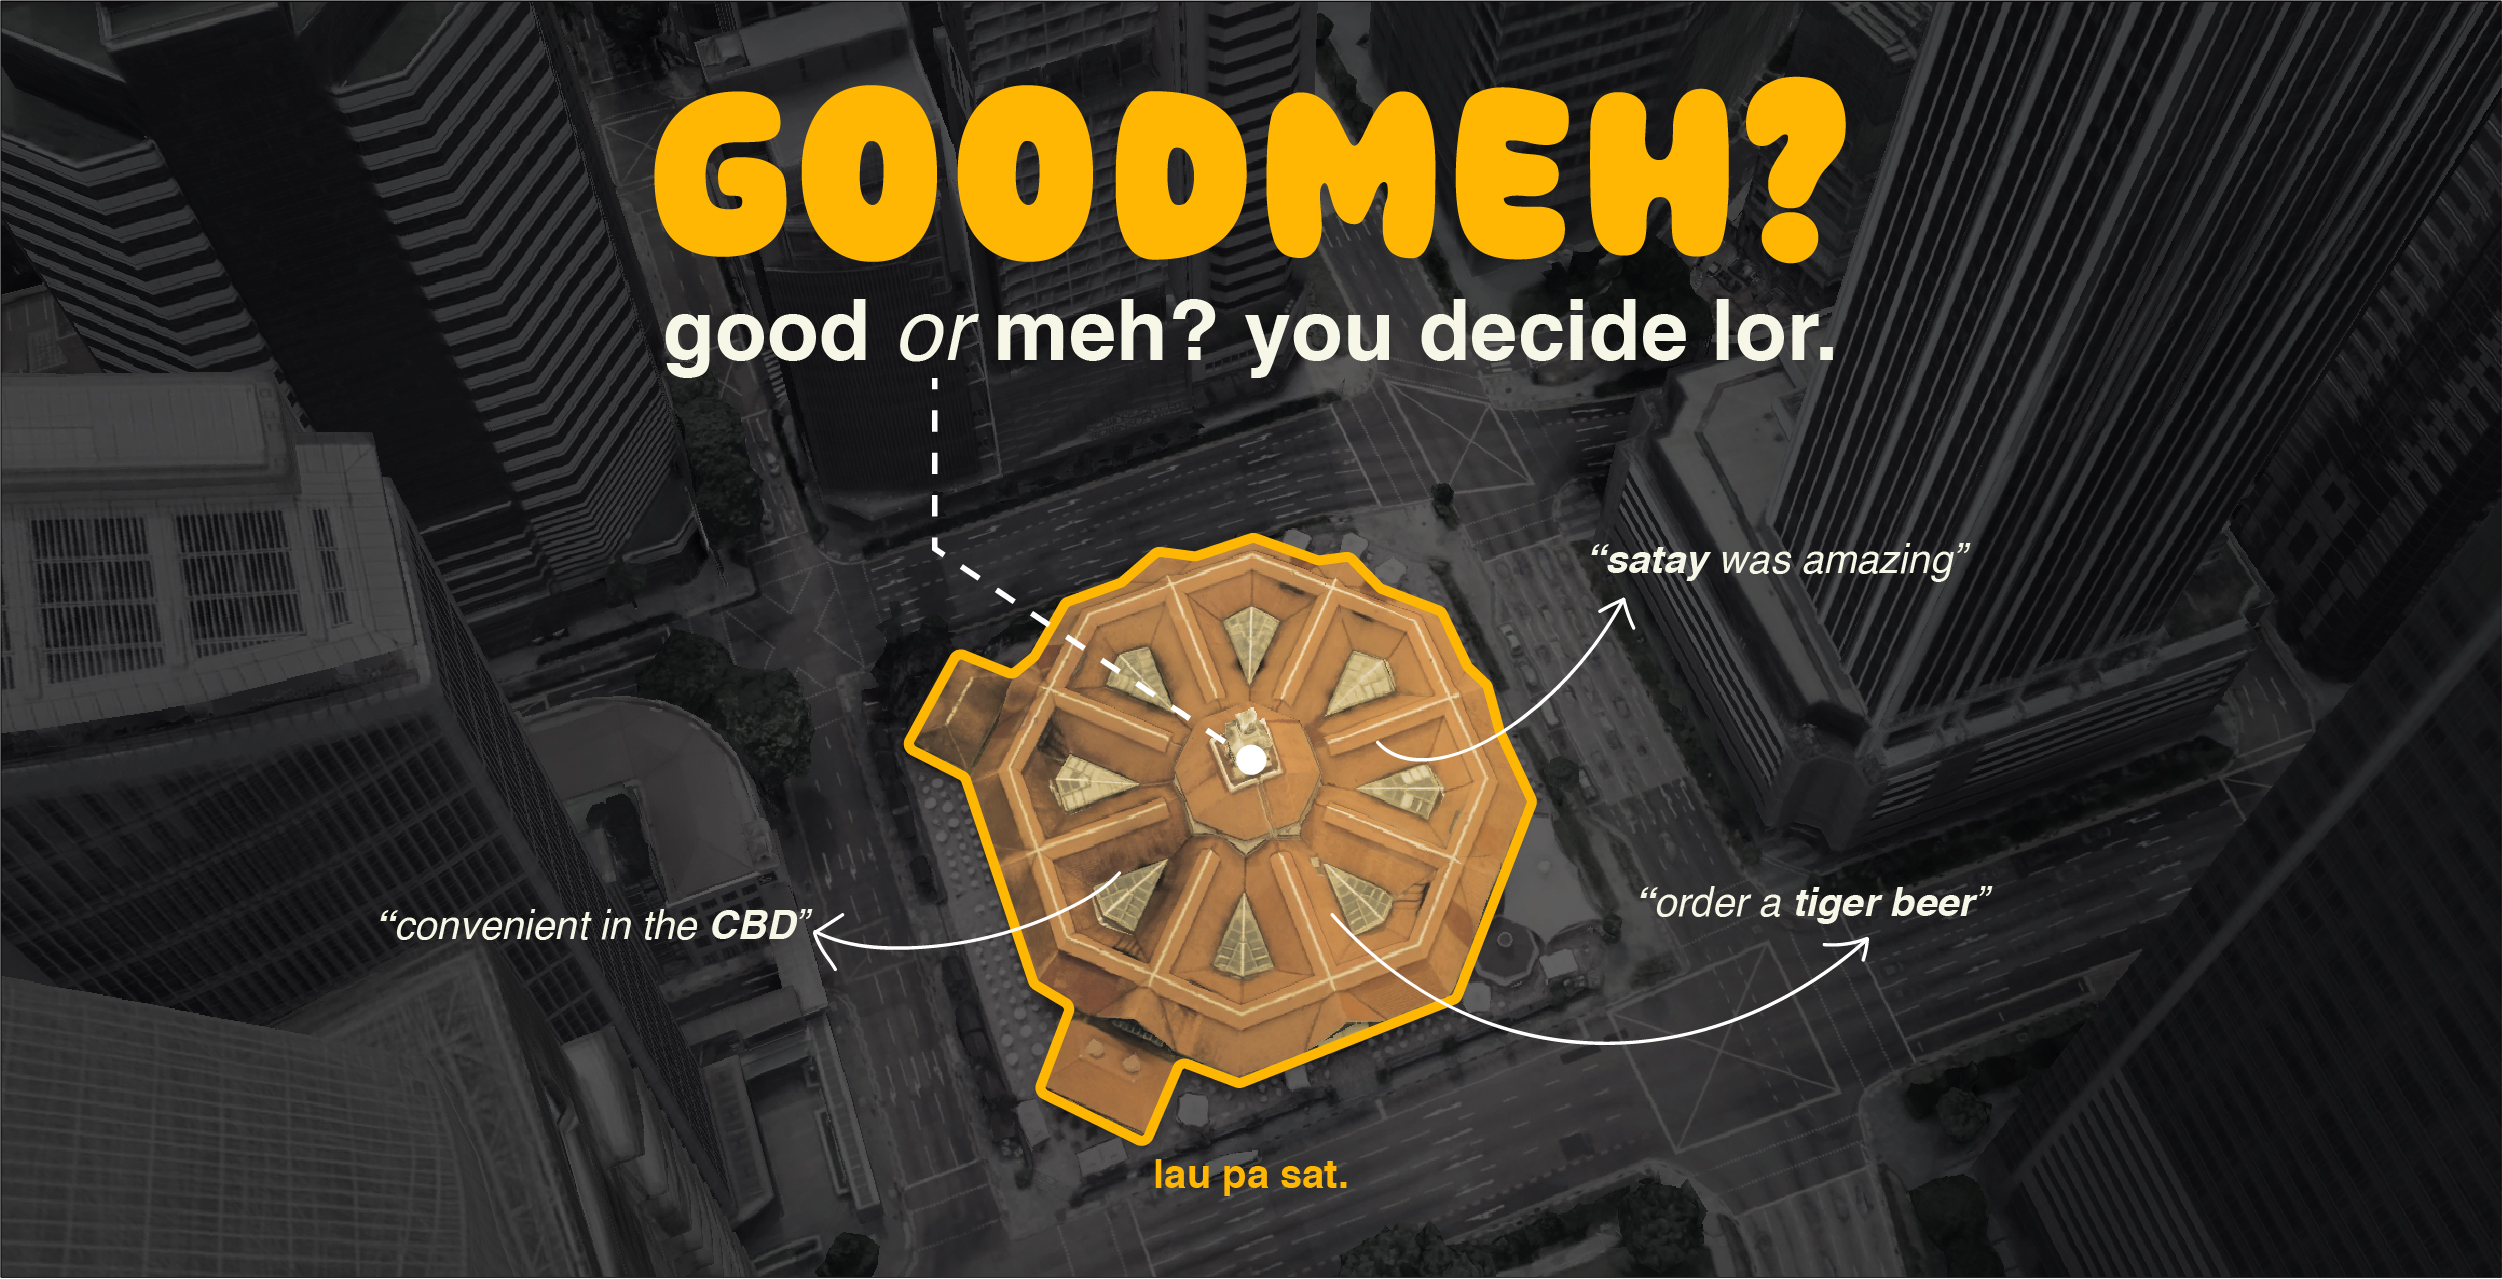 GOODMEH?
good or meh? you decide lor.
“satay was amazing”
“order a tiger beer”
“convenient in the CBD”
lau pa sat.